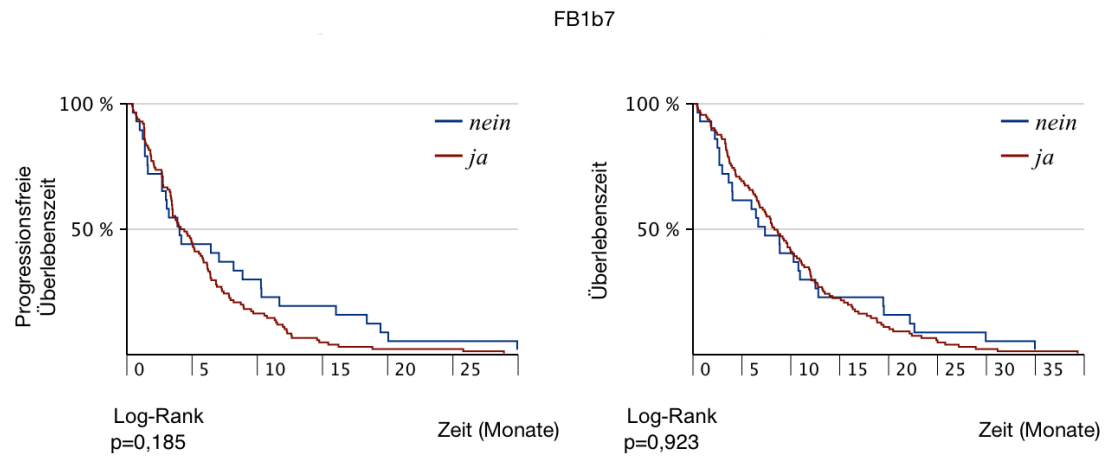 FB1b7
100 %
50 %
nein
ja
Progressionsfreie
Überlebenszeit
0 5 10 15 20 25
Log-Rank
p=0,185
Zeit (Monate)
100 %
50 %
nein
ja
Überlebenszeit
0 5 10 15 20 25 30 35
Log-Rank
p=0,923
Zeit (Monate)